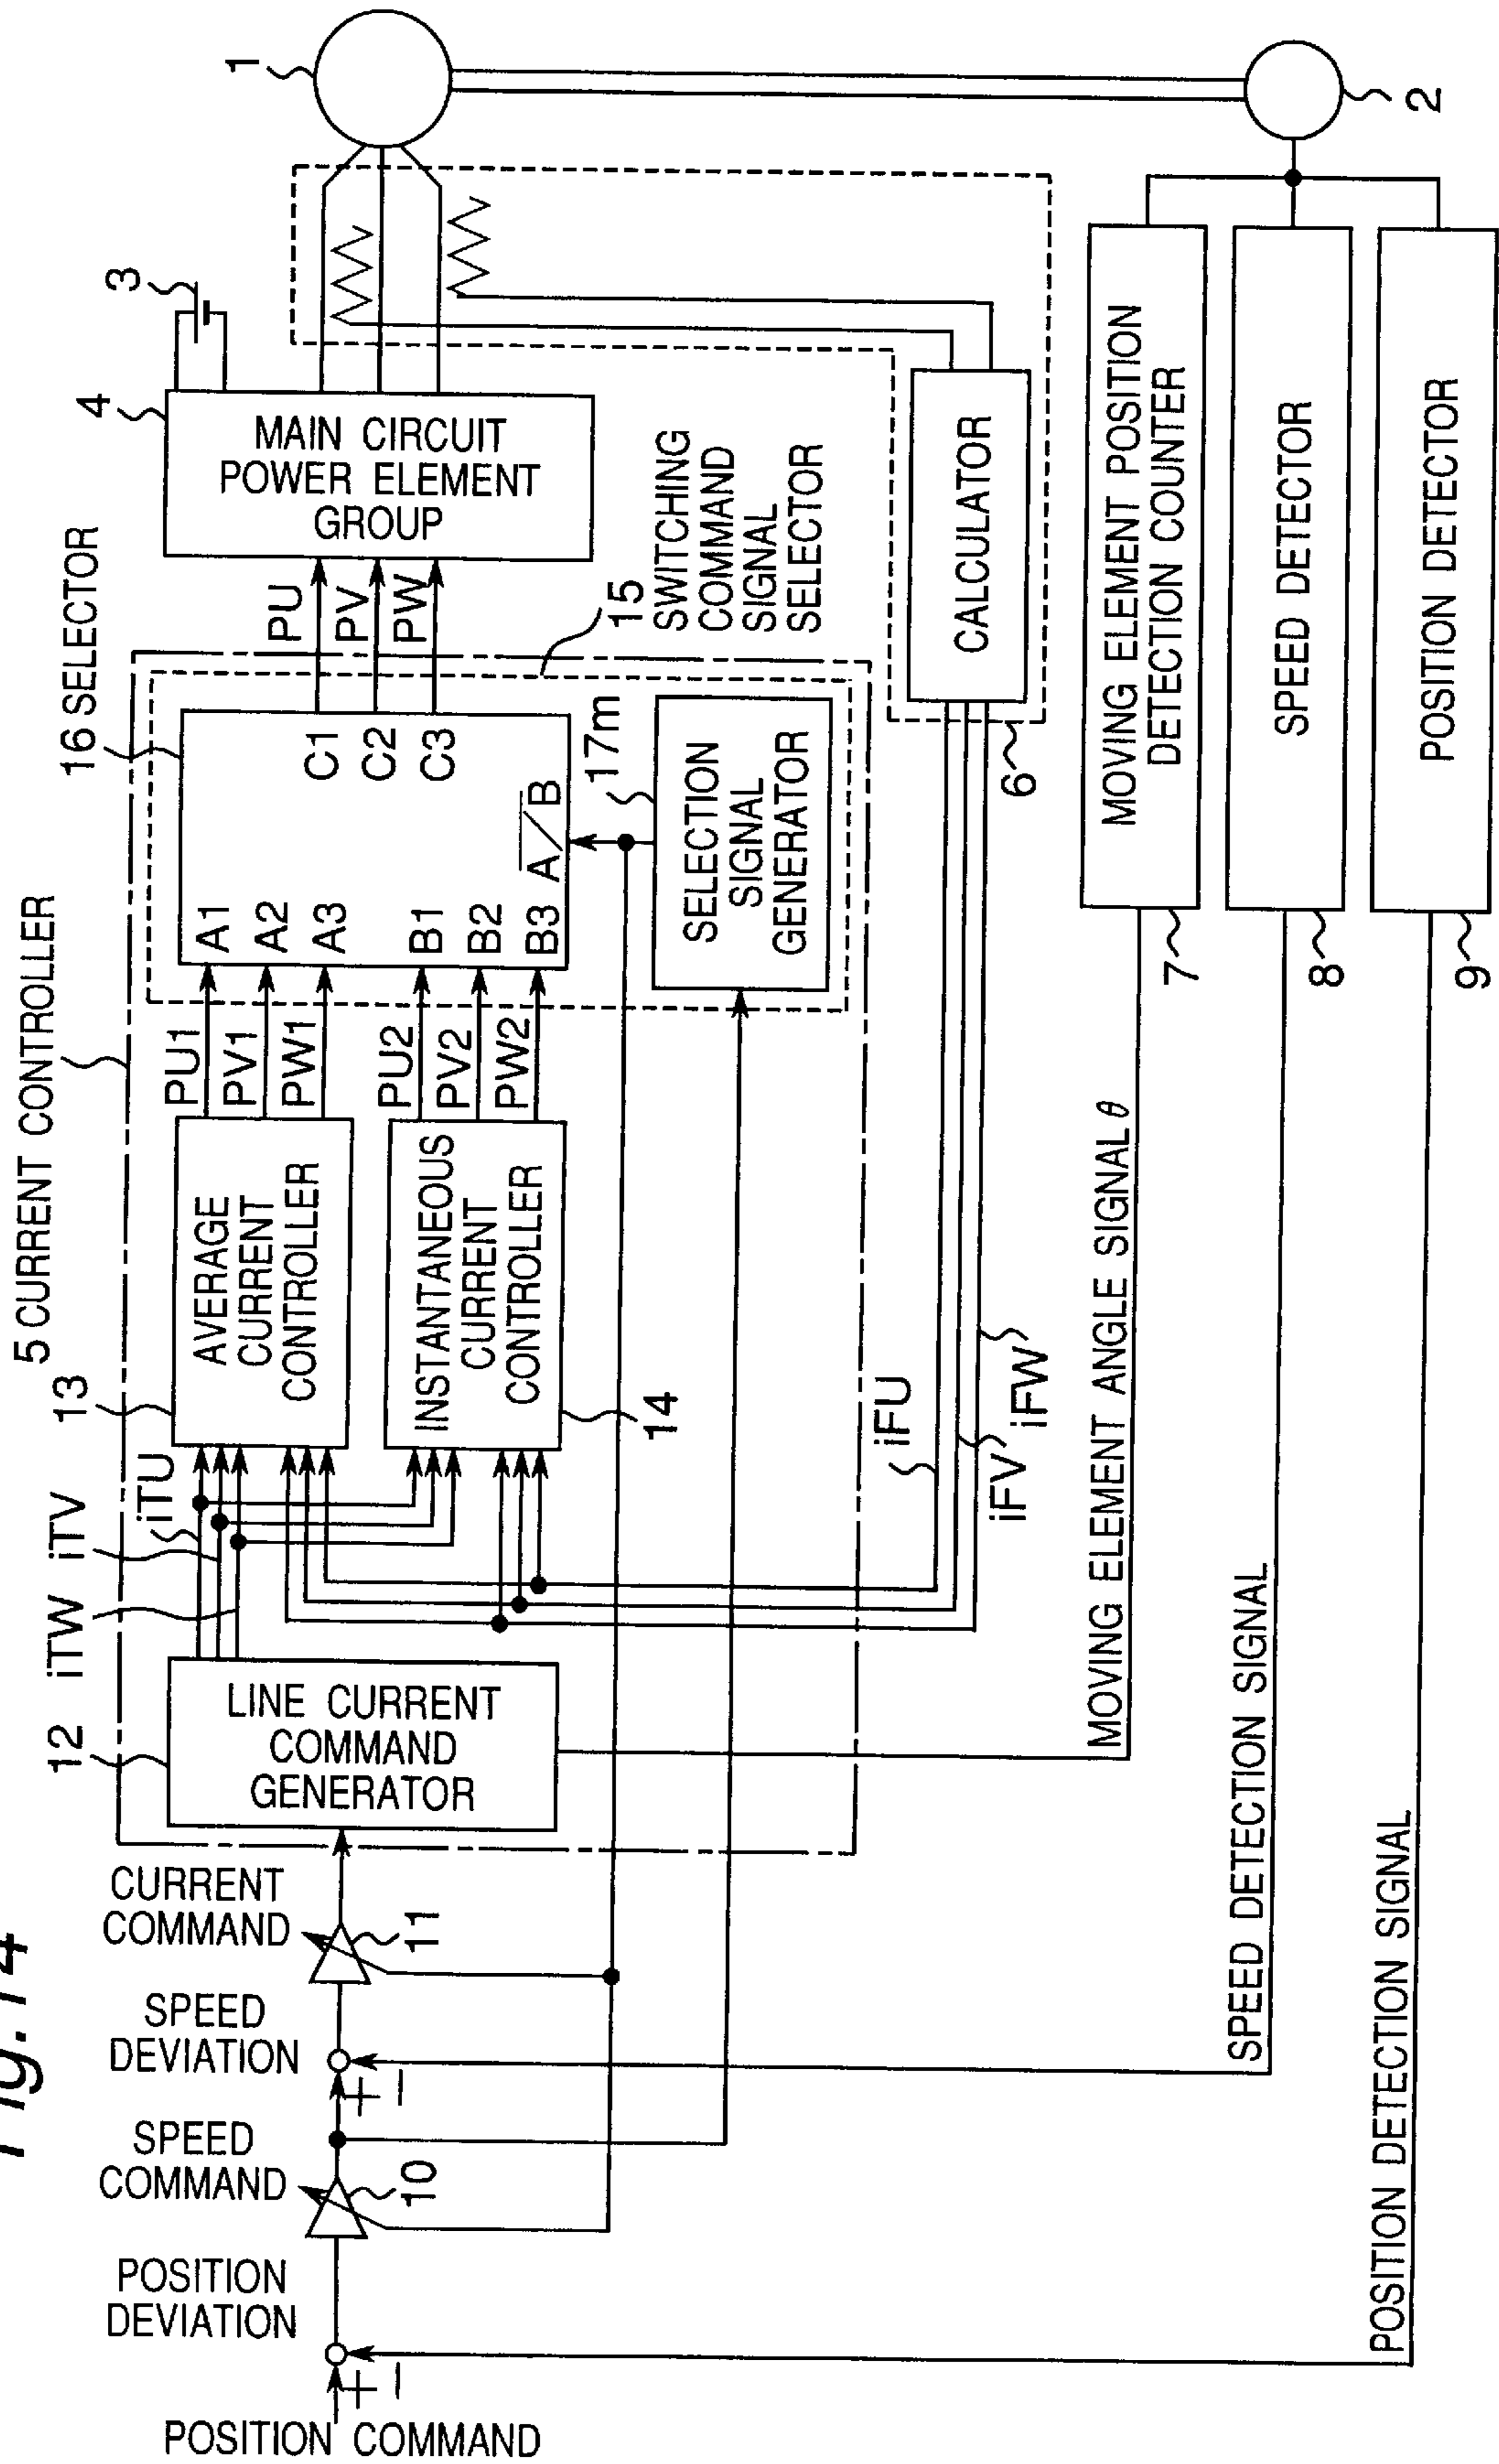 Fig.14
5 CURRENT CONTROLLER
16 SELECTOR
12
iTW
iTV
iTU
13
4
3
1
POSITION COMMAND
+
−
POSITION
DEVIATION
SPEED
COMMAND
10
+
−
SPEED
DEVIATION
CURRENT
COMMAND
11
LINE CURRENT
COMMAND
GENERATOR
AVERAGE
CURRENT
CONTROLLER
INSTANTANEOUS
CURRENT
CONTROLLER
14
PU1
PV1
PW1
PU2
PV2
PW2
A1
A2
A3
B1
B2
B3
C1
C2
C3
A/B
17m
SELECTION
SIGNAL
GENERATOR
PU
PV
PW
15
SWITCHING
COMMAND
SIGNAL
SELECTOR
MAIN CIRCUIT
POWER ELEMENT
GROUP
iFU
iFV
iFW
6
CALCULATOR
MOVING ELEMENT ANGLE SIGNAL θ
7
MOVING ELEMENT POSITION
DETECTION COUNTER
SPEED DETECTION SIGNAL
8
SPEED DETECTOR
POSITION DETECTION SIGNAL
9
POSITION DETECTOR
2